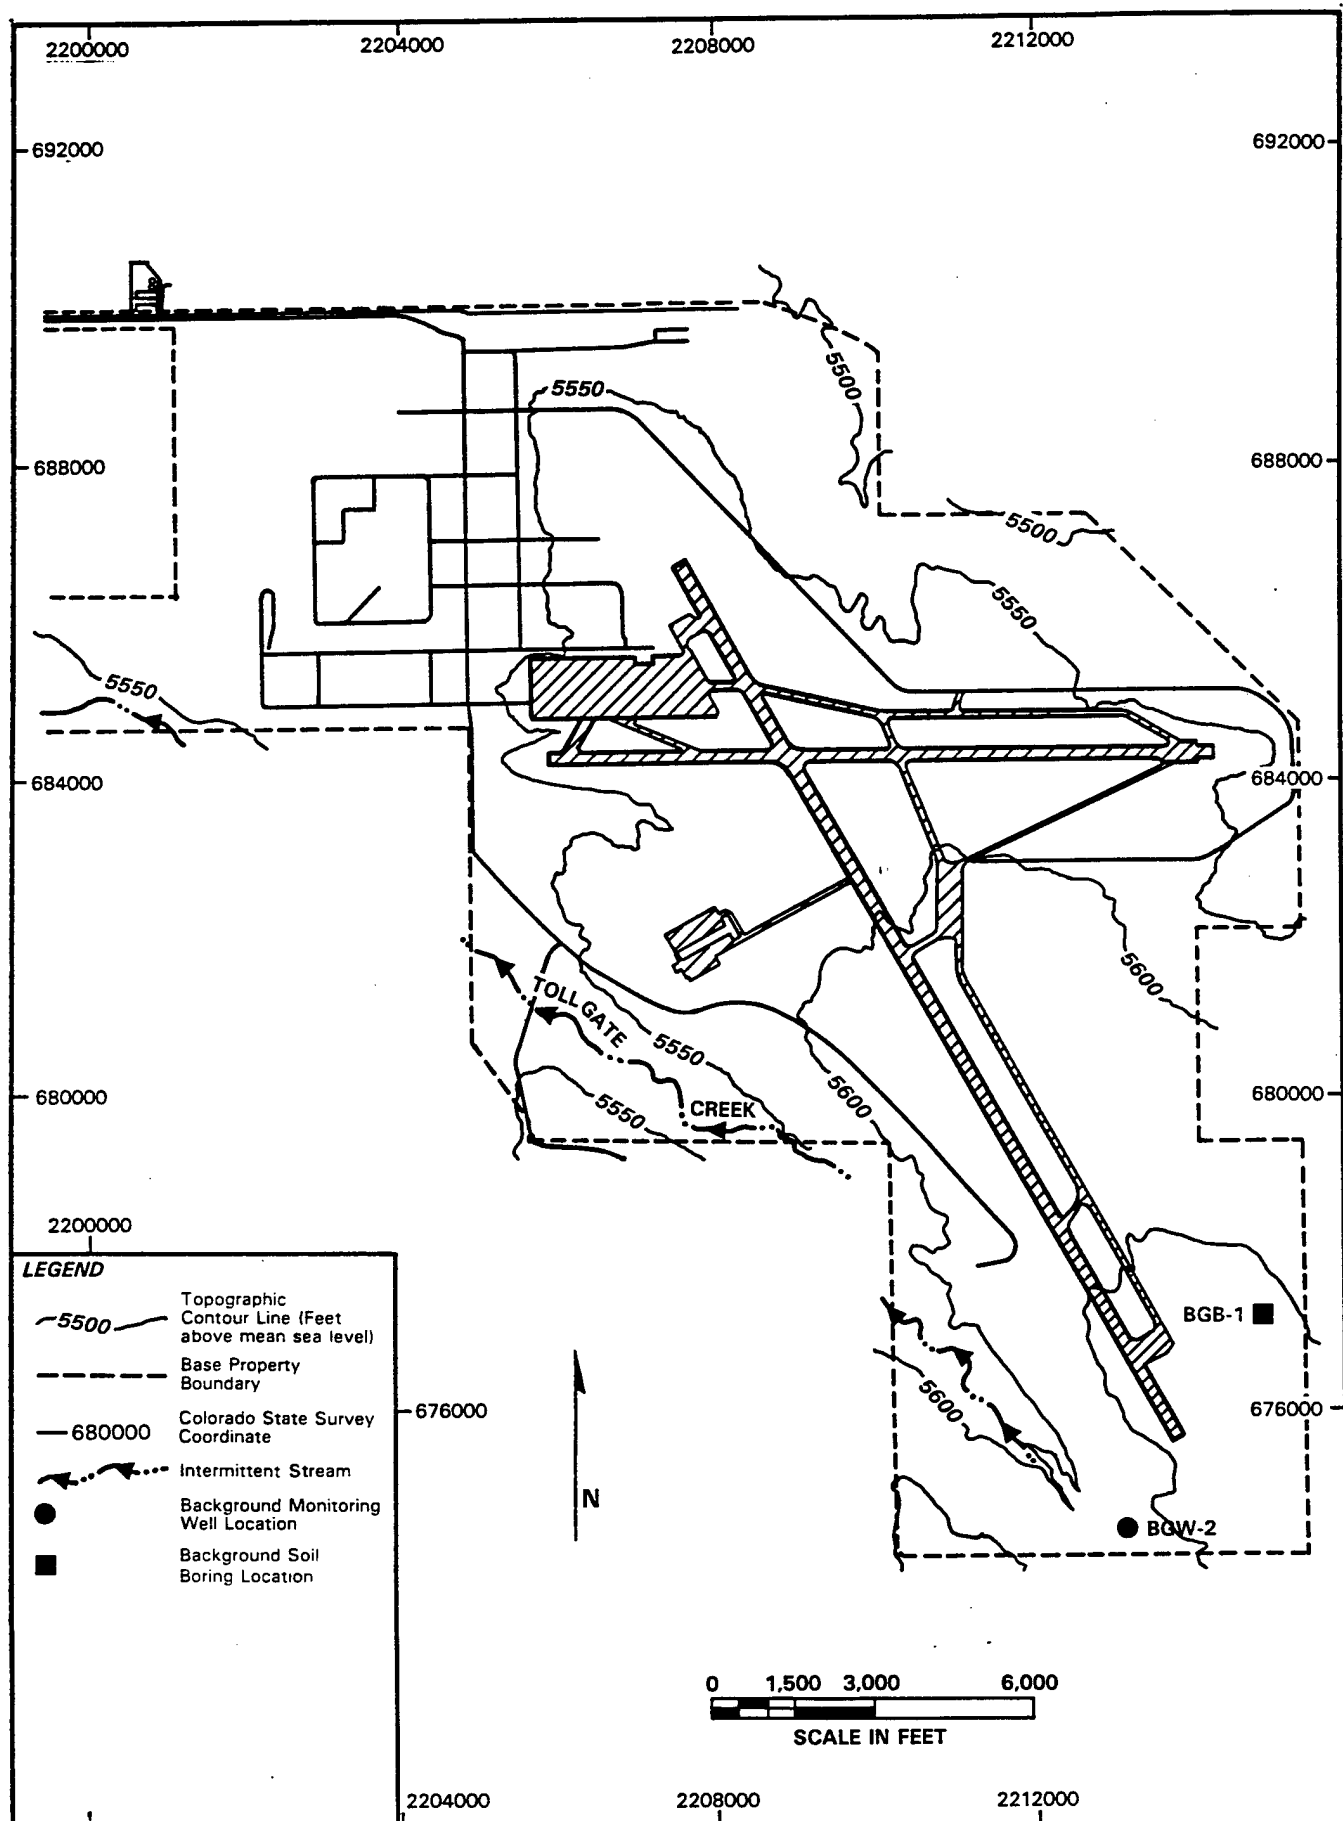 2200000
2204000
2208000
2212000
692000
692000
5500
5550
688000
688000
5500
5550
5550
684000
684000
5600
TOLL GATE
5550
5600
680000
5550
CREEK
680000
2200000
LEGEND
5500
Topographic
Contour Line (Feet
above mean sea level)
Base Property
Boundary
680000
Colorado State Survey
Coordinate
Intermittent Stream
Background Monitoring
Well Location
Background Soil
Boring Location
BGB-1
5600
676000
676000
N
BGW-2
0 1,500 3,000 6,000
SCALE IN FEET
2204000
2208000
2212000